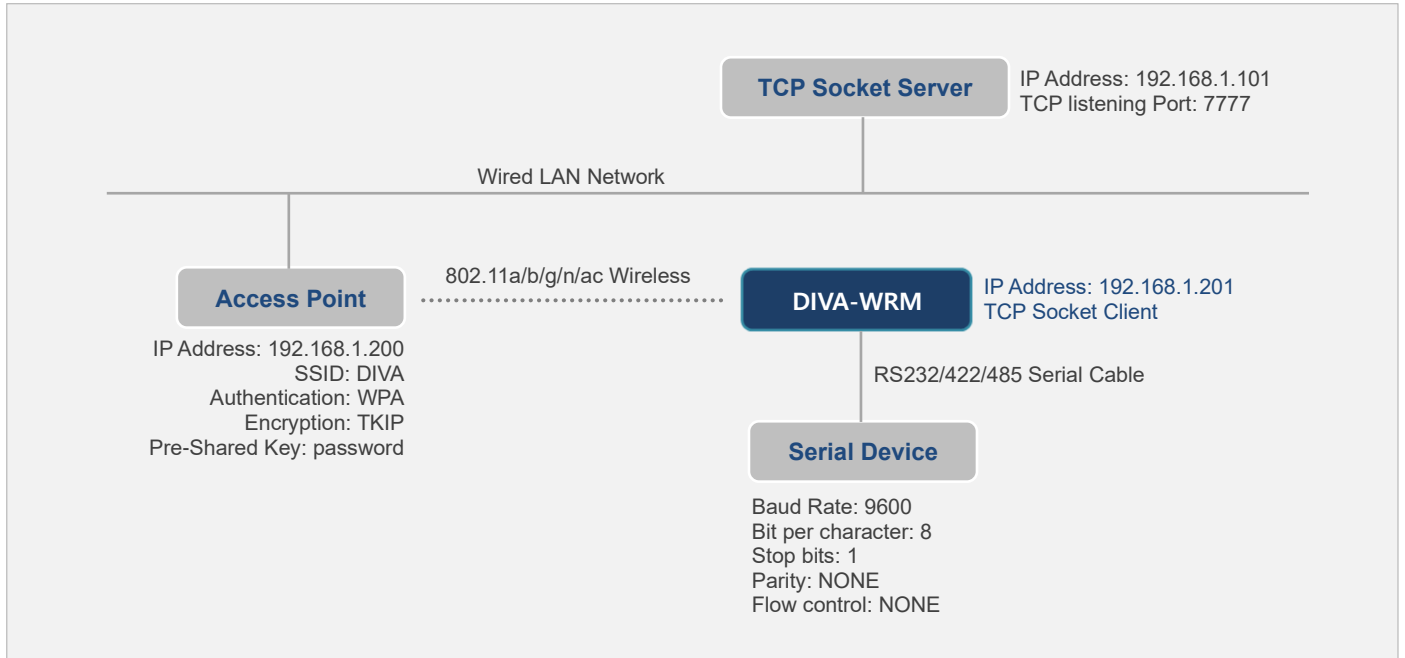 TCP Socket Server
IP Address: 192.168.1.101
TCP listening Port: 7777
Wired LAN Network
Access Point
802.11a/b/g/n/ac Wireless
DIVA-WRM
IP Address: 192.168.1.201
TCP Socket Client
IP Address: 192.168.1.200
SSID: DIVA
Authentication: WPA
Encryption: TKIP
Pre-Shared Key: password
RS232/422/485 Serial Cable
Serial Device
Baud Rate: 9600
Bit per character: 8
Stop bits: 1
Parity: NONE
Flow control: NONE